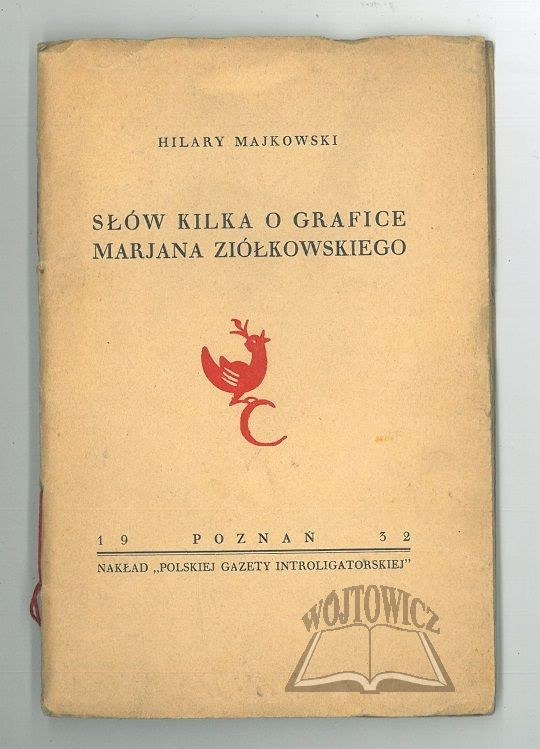 HILARY MAJKOWSKI
SŁÓW KILKA O GRAFICE
MARJANA ZIÓŁKOWSKIEGO
19 POZNAŃ 32
NAKŁAD „POLSKIEJ GAZETY INTROLIGATORSKIEJ"
WÓJTOWICZ